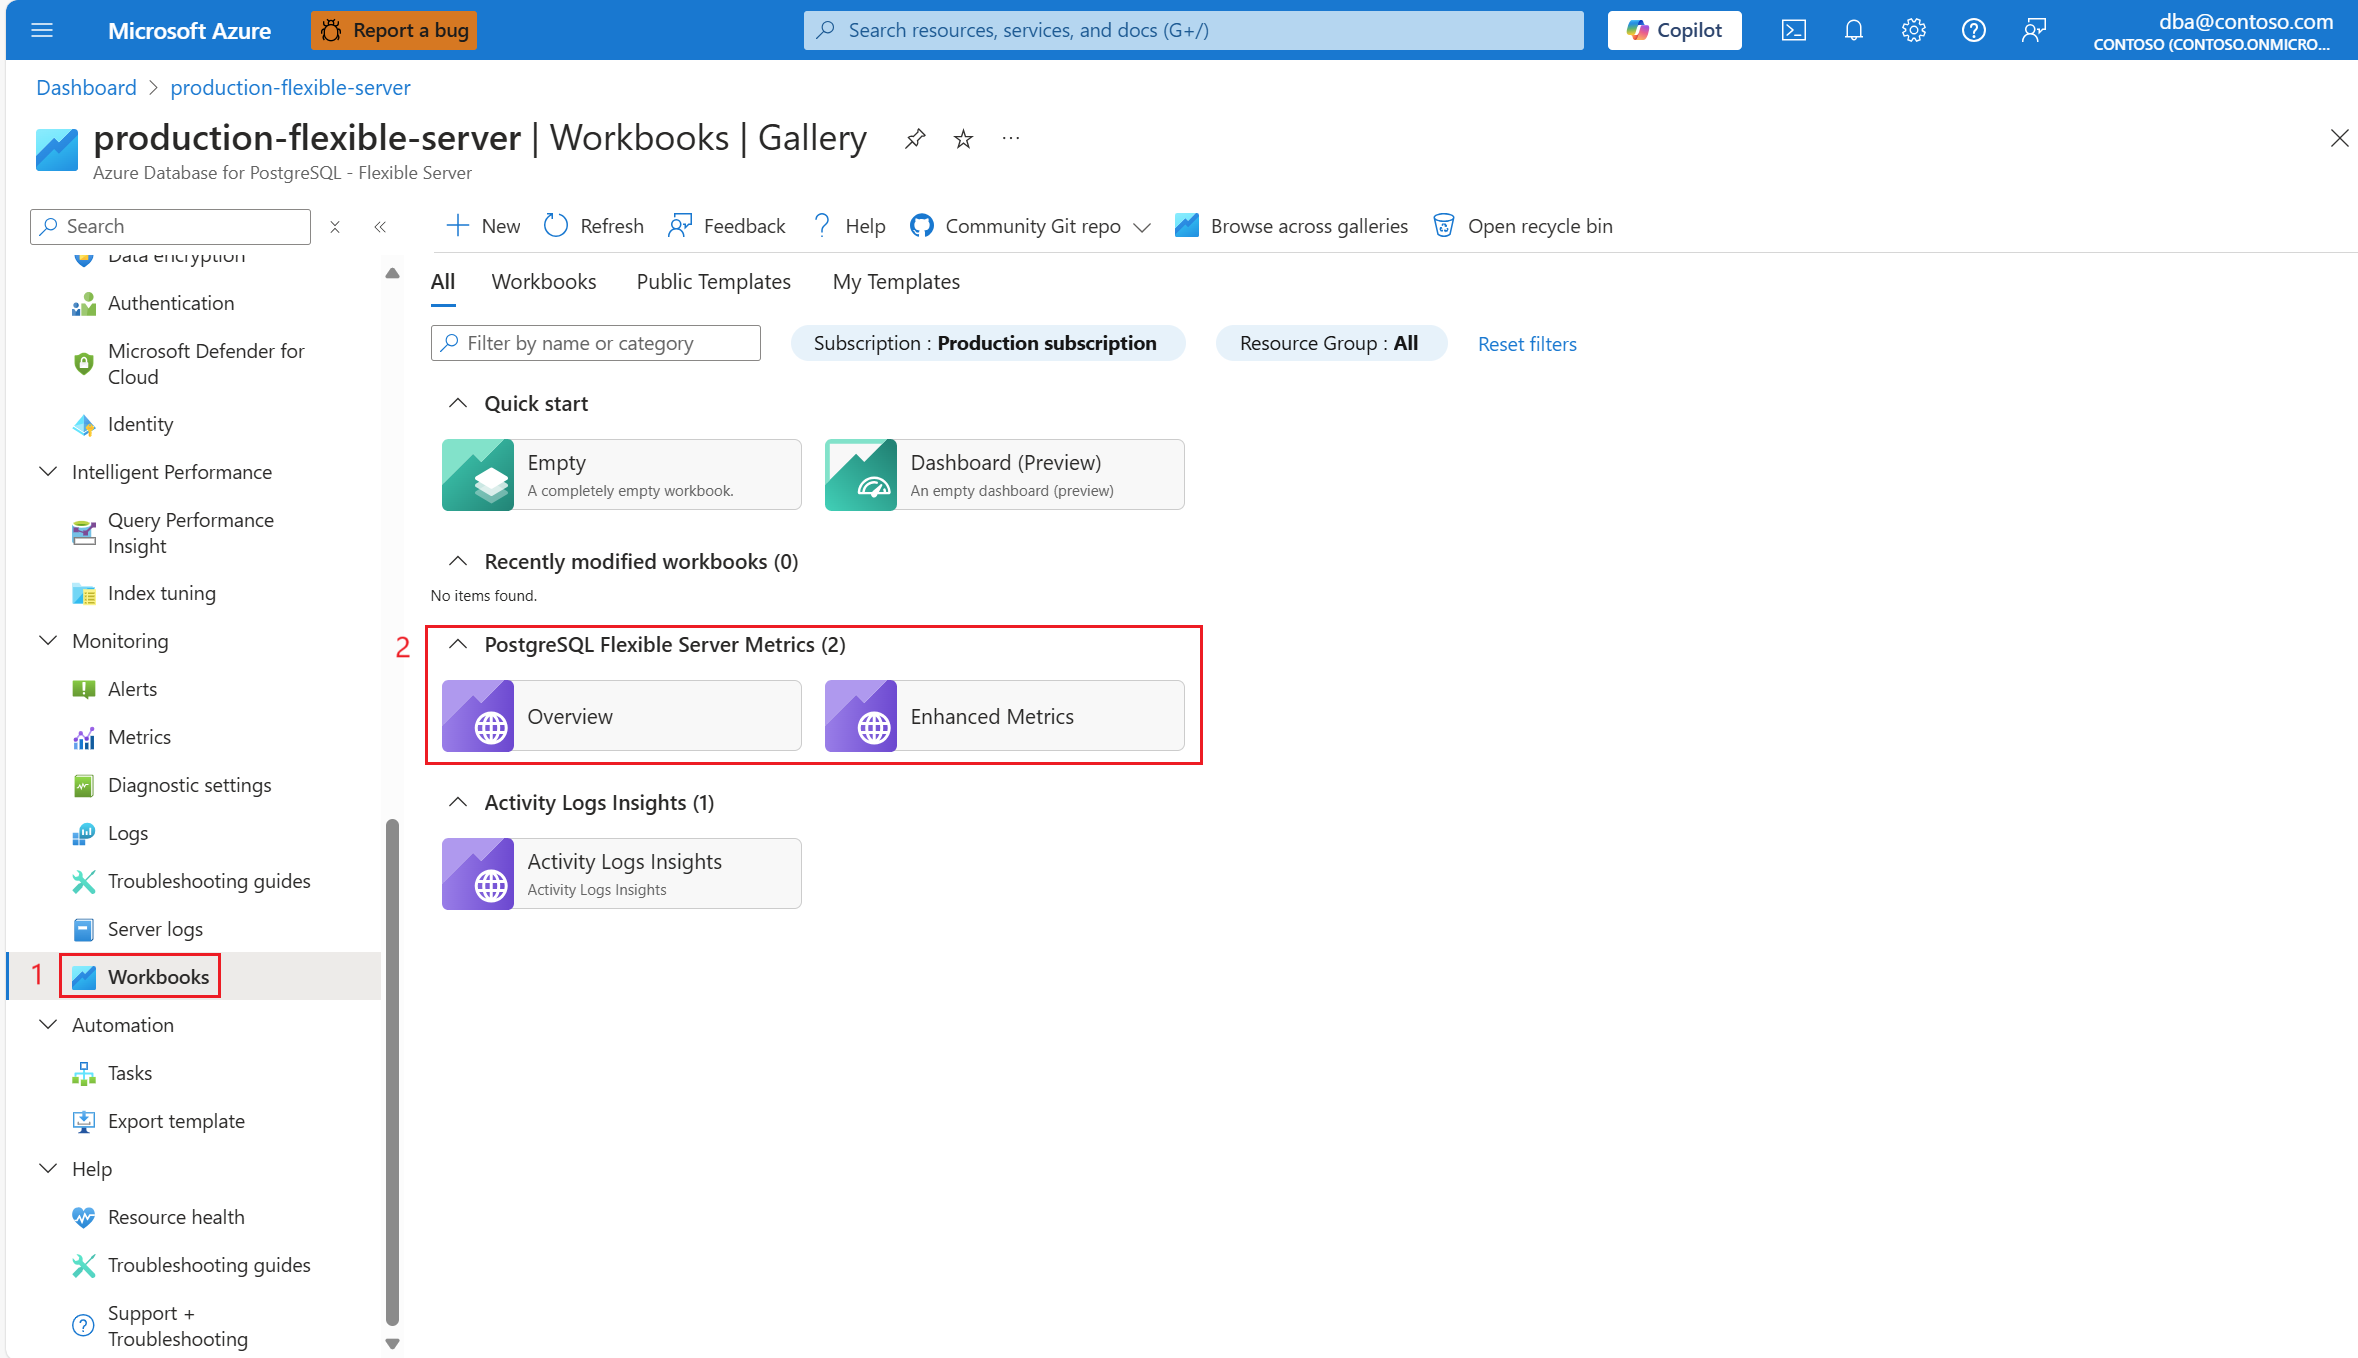 Microsoft Azure
Report a bug
Search resources, services, and docs (G+/)
Copilot
dba@contoso.com
CONTOSO (CONTOSO.ONMICRO...
Dashboard
production-flexible-server
production-flexible-server | Workbooks | Gallery
...
Azure Database for PostgreSQL - Flexible Server
Search
New
Refresh
Feedback
Help
Community Git repo
Browse across galleries
Open recycle bin
Data encryption
Authentication
Microsoft Defender for
Cloud
Identity
Intelligent Performance
Query Performance
Insight
Index tuning
Monitoring
Alerts
Metrics
Diagnostic settings
Logs
Troubleshooting guides
Server logs
1
Workbooks
Automation
Tasks
Export template
Help
Resource health
Troubleshooting guides
Support +
Troubleshooting
All
Workbooks
Public Templates
My Templates
Filter by name or category
Subscription : Production subscription
Resource Group : All
Reset filters
Quick start
Empty
A completely empty workbook.
Dashboard (Preview)
An empty dashboard (preview)
Recently modified workbooks (0)
No items found.
2
PostgreSQL Flexible Server Metrics (2)
Overview
Enhanced Metrics
Activity Logs Insights (1)
Activity Logs Insights
Activity Logs Insights